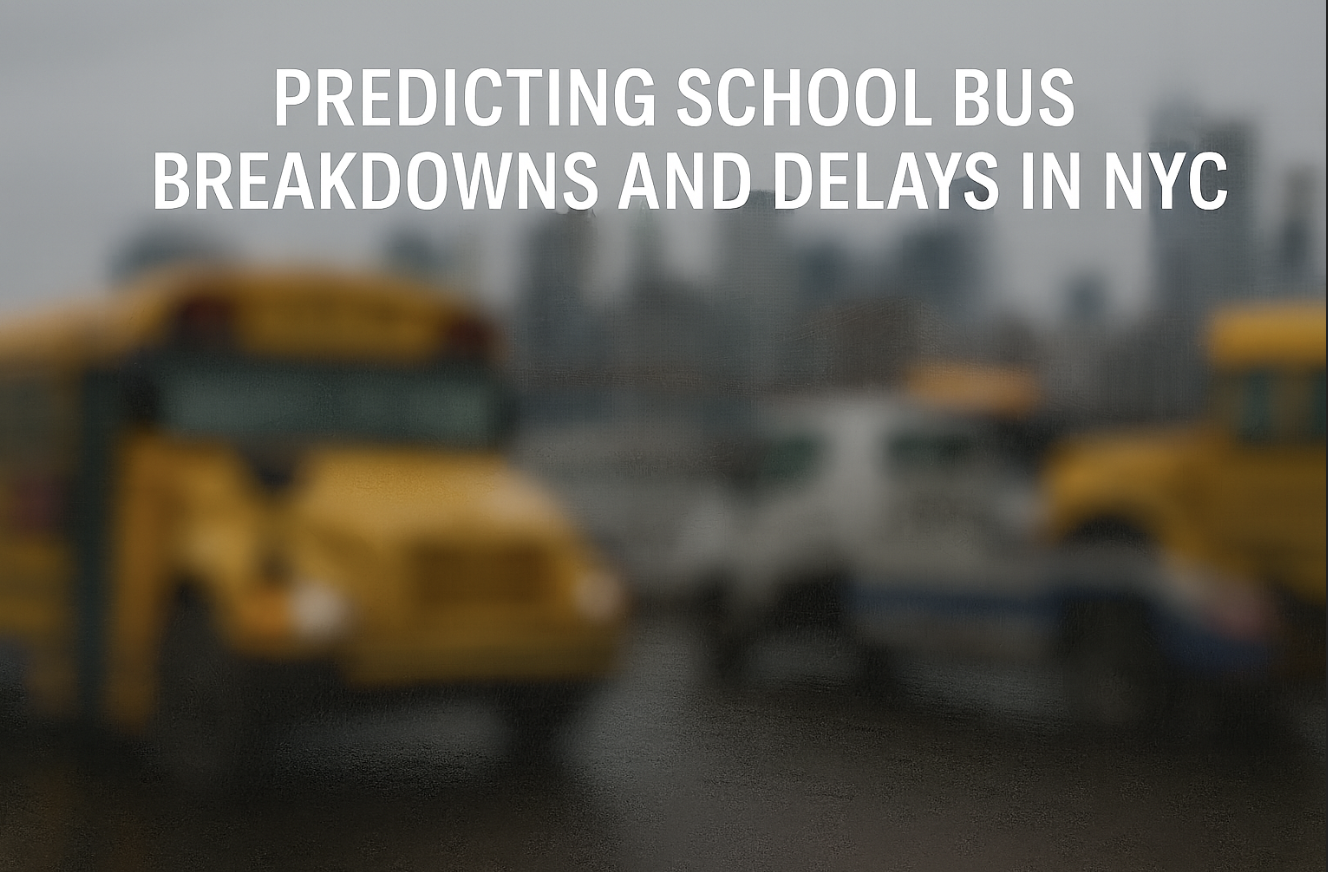 PREDICTING SCHOOL BUS
BREAKDOWNS AND DELAYS IN NYC